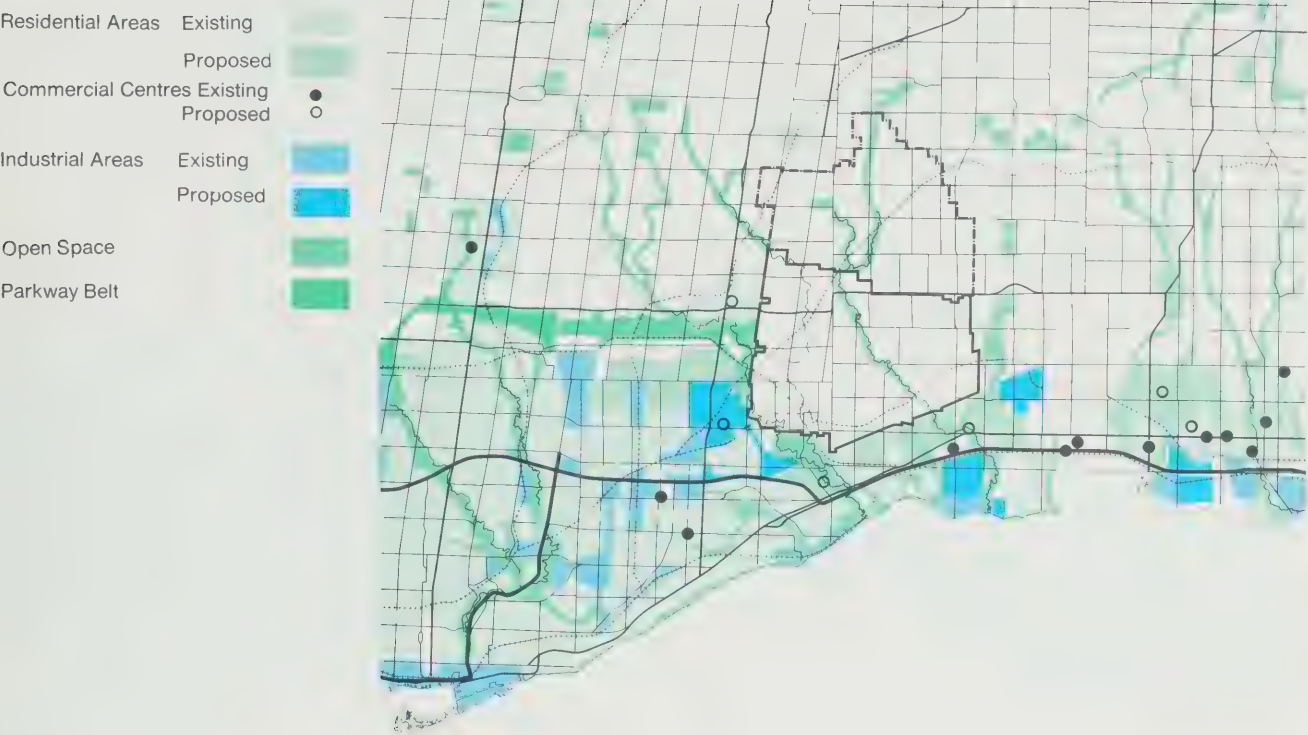 Residential Areas Existing
Proposed
Commercial Centres Existing
Proposed
Industrial Areas Existing
Proposed
Open Space
Parkway Belt